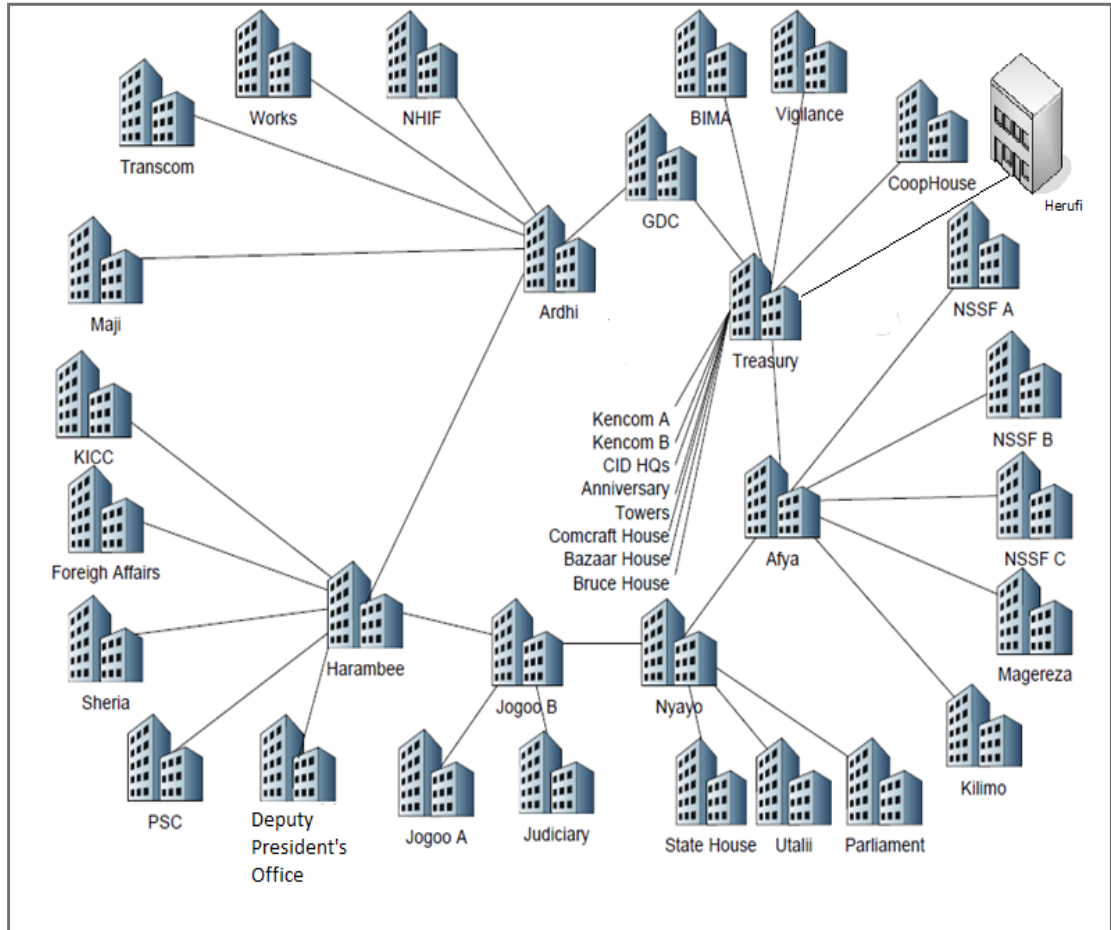 Works
NHIF
BIMA
Vigilance
Transcom
CoopHouse
Herufi
GDC
NSSF A
Maji
Ardhi
Treasury
Kencom A
Kencom B
CID HQs
Anniversary
Towers
Comcraft House
Bazaar House
Bruce House
NSSF B
KICC
Foreigh Affairs
Afya
NSSF C
Sheria
Harambee
Jogoo B
Nyayo
Magereza
PSC
Deputy
President's
Office
Jogoo A
Judiciary
State House
Utalii
Parliament
Kilimo